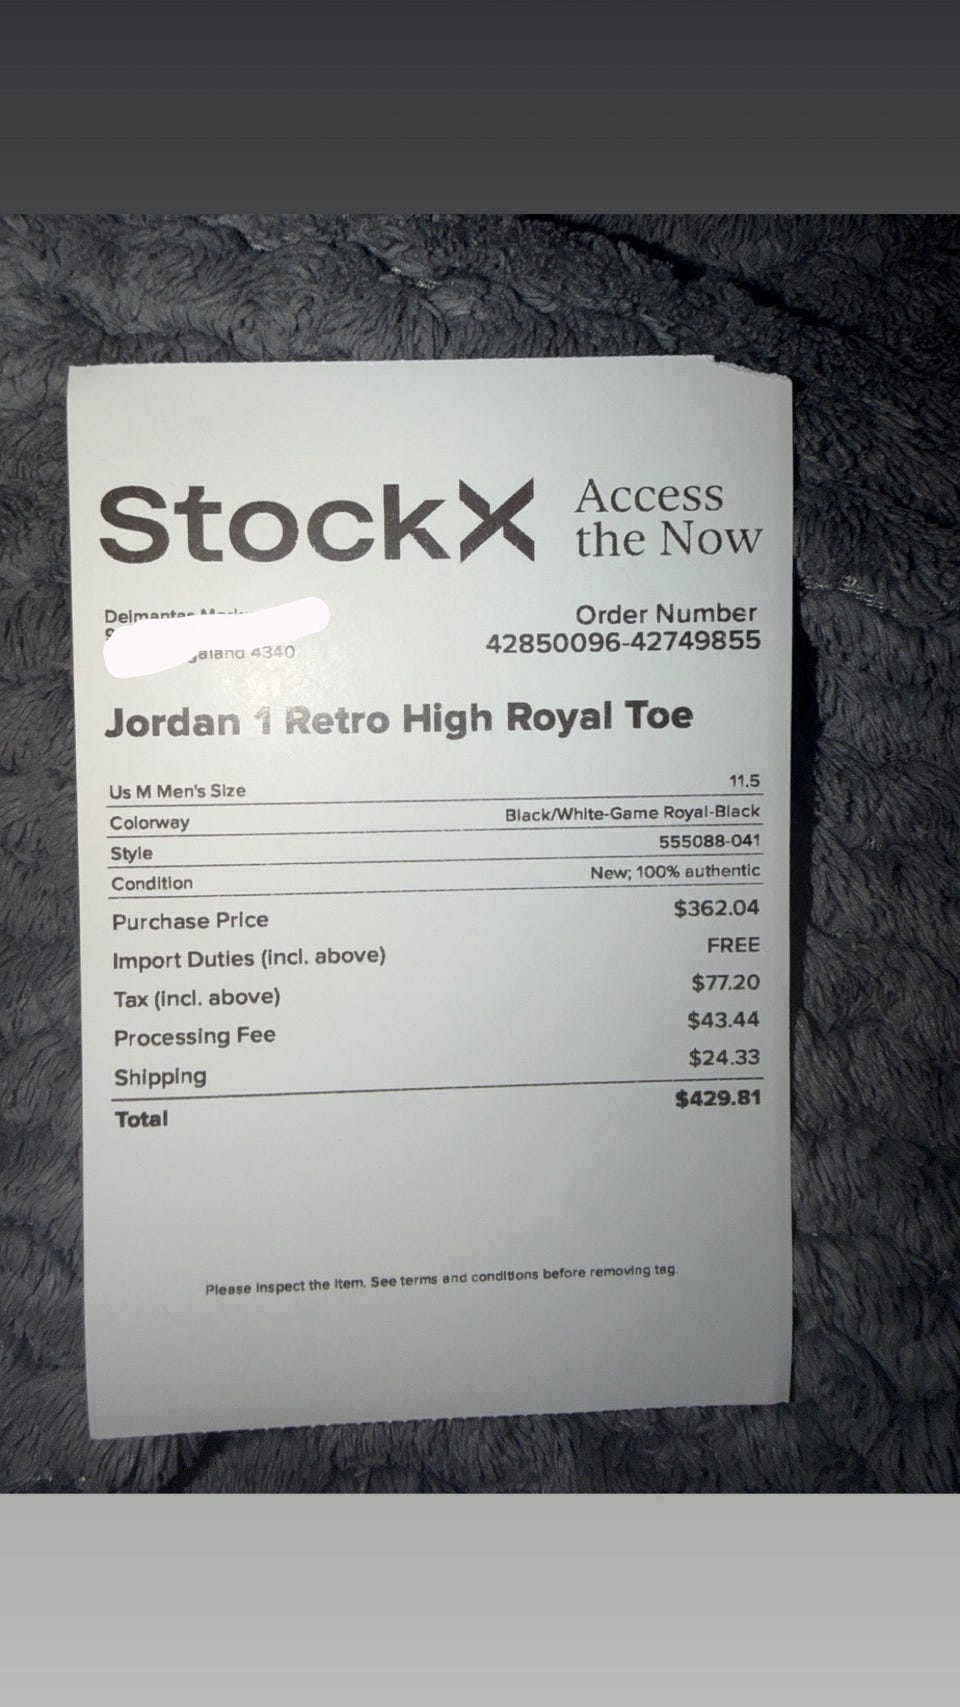 StockX
Access
the Now
Order Number
42850096-42749855
4340
Jordan 1 Retro High Royal Toe
Us M Men's Size 11.5
Colorway Black/White-Game Royal-Black
Style 555088-041
Condition New; 100% authentic
Purchase Price $362.04
Import Duties (incl. above) FREE
Tax (incl. above) $77.20
Processing Fee $43.44
Shipping $24.33
Total $429.81
Please inspect the item. See terms and conditions before removing tag.